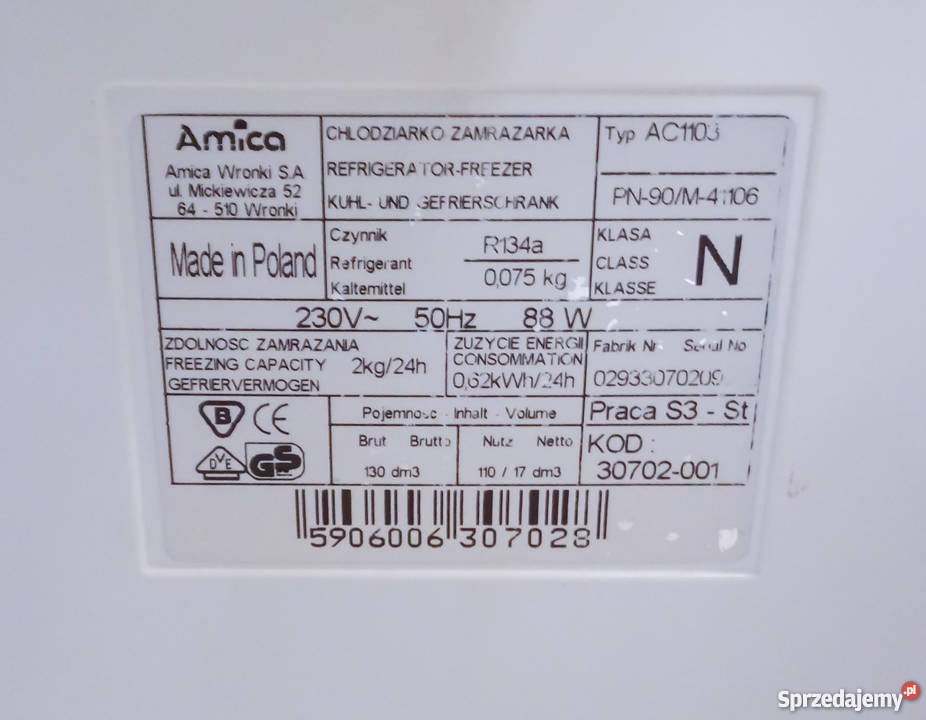 Amica
Amica Wronki S.A
ul. Mickiewicza 52
64 - 510 Wronki
CHLODZIARKO ZAMRAZARKA
REFRIGERATOR-FREEZER
KUHL- UND GEFRIERSCHRANK
Typ AC1103
PN-90/M-41106
Made in Poland
Czynnik
Refrigerant
Kaltemittel
R134a
0,075 kg
KLASA
CLASS
KLASSE
N
230V~ 50Hz 88 W
ZDOLNOSC ZAMRAZANIA
FREEZING CAPACITY
GEFRIERVERMOGEN
2kg/24h
ZUZYCIE ENERGII
CONSOMMATION
0,62kWh/24h
Fabrik Nr Serial No
02933070209
B CE
DVE
GS
Pojemnosc - Inhalt - Volume
Brut Brutto
130 dm3
Nutz Netto
110 / 17 dm3
Praca S3 - St
KOD :
30702-001
5906006 307028
Sprzedajemy.pl